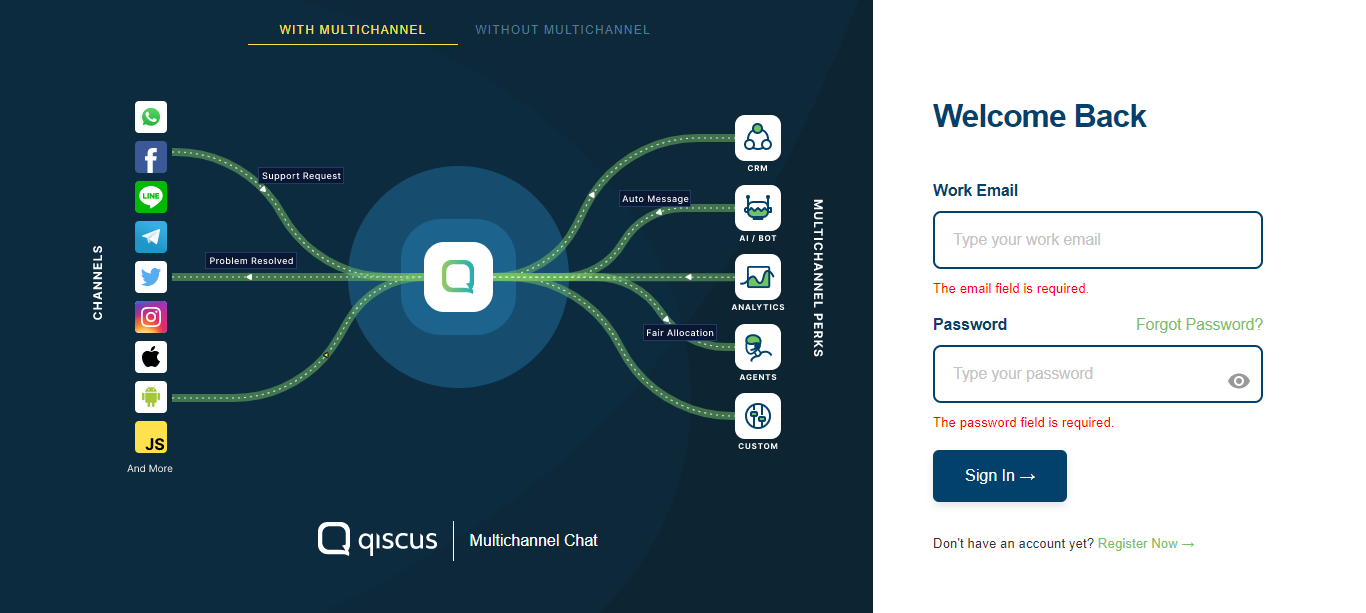 WITH MULTICHANNEL
WITHOUT MULTICHANNEL
CHANNELS
LINE
JS
And More
Support Request
Problem Resolved
Auto Message
Fair Allocation
CRM
AI / BOT
ANALYTICS
AGENTS
CUSTOM
MULTICHANNEL PERKS
qiscus
Multichannel Chat
Welcome Back
Work Email
Type your work email
The email field is required.
Password Forgot Password?
Type your password
The password field is required.
Sign In →
Don't have an account yet? Register Now →